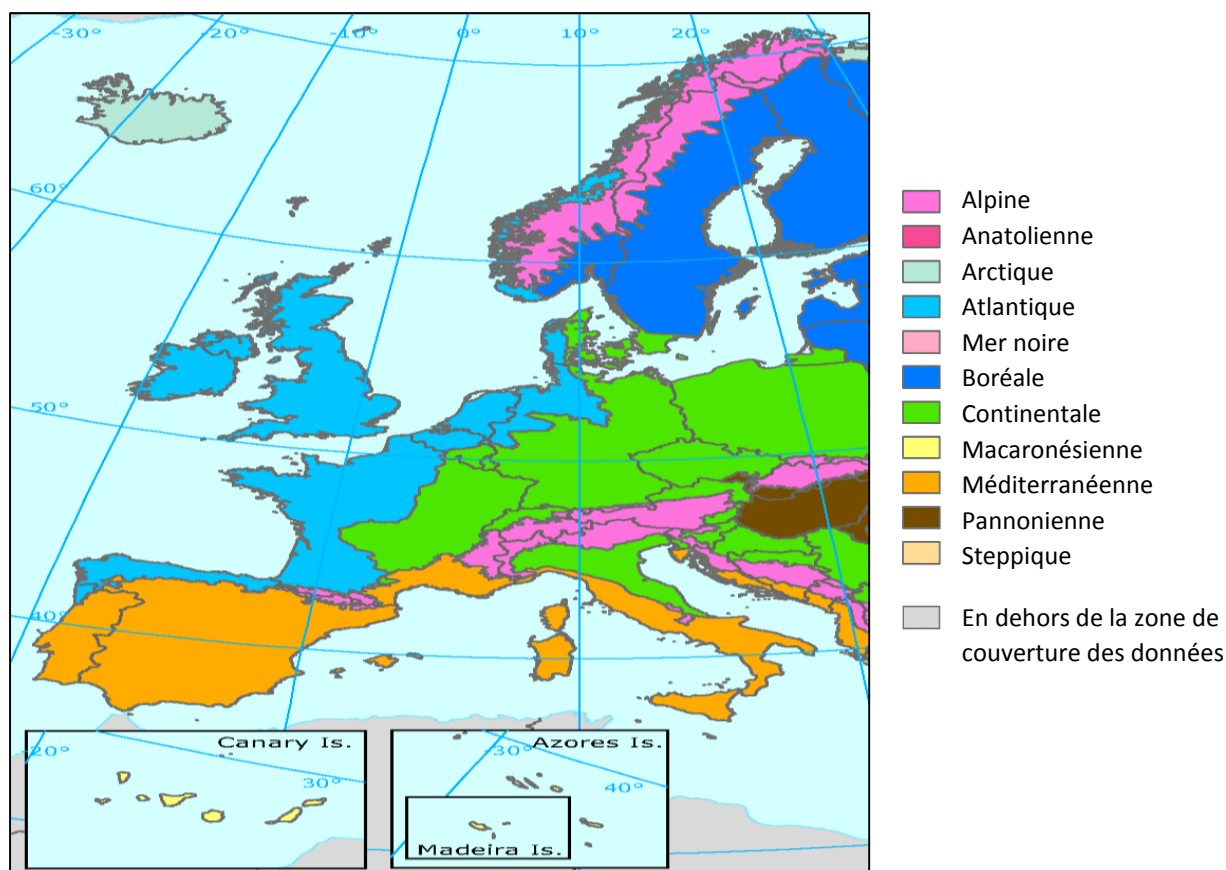 -30°
-20°
-10°
0°
10°
20°
60°
50°
40°
Canary Is.
-20°
30°
Azores Is.
-30°
40°
Madeira Is.
Alpine
Anatolienne
Arctique
Atlantique
Mer noire
Boréale
Continentale
Macaronésienne
Méditerranéenne
Pannonienne
Steppique
En dehors de la zone de
couverture des données